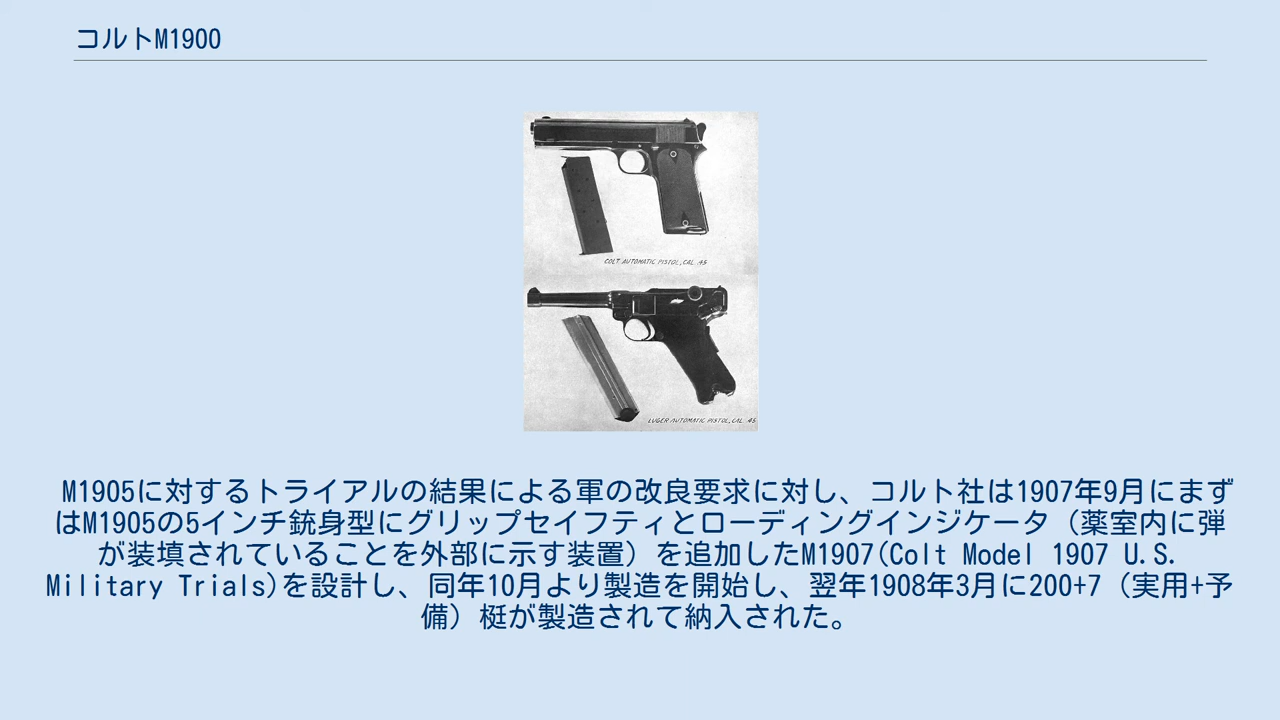 コルトM1900
COLT AUTOMATIC PISTOL, CAL .45
LUGER AUTOMATIC PISTOL, CAL. 45
M1905に対するトライアルの結果による軍の改良要求に対し、コルト社は1907年9月にまず
はM1905の5インチ銃身型にグリップセイフティとローディングインジケータ（薬室内に弾
が装填されていることを外部に示す装置）を追加したM1907(Colt Model 1907 U.S.
Military Trials)を設計し、同年10月より製造を開始し、翌年1908年3月に200+7（実用+予
備）梃が製造されて納入された。